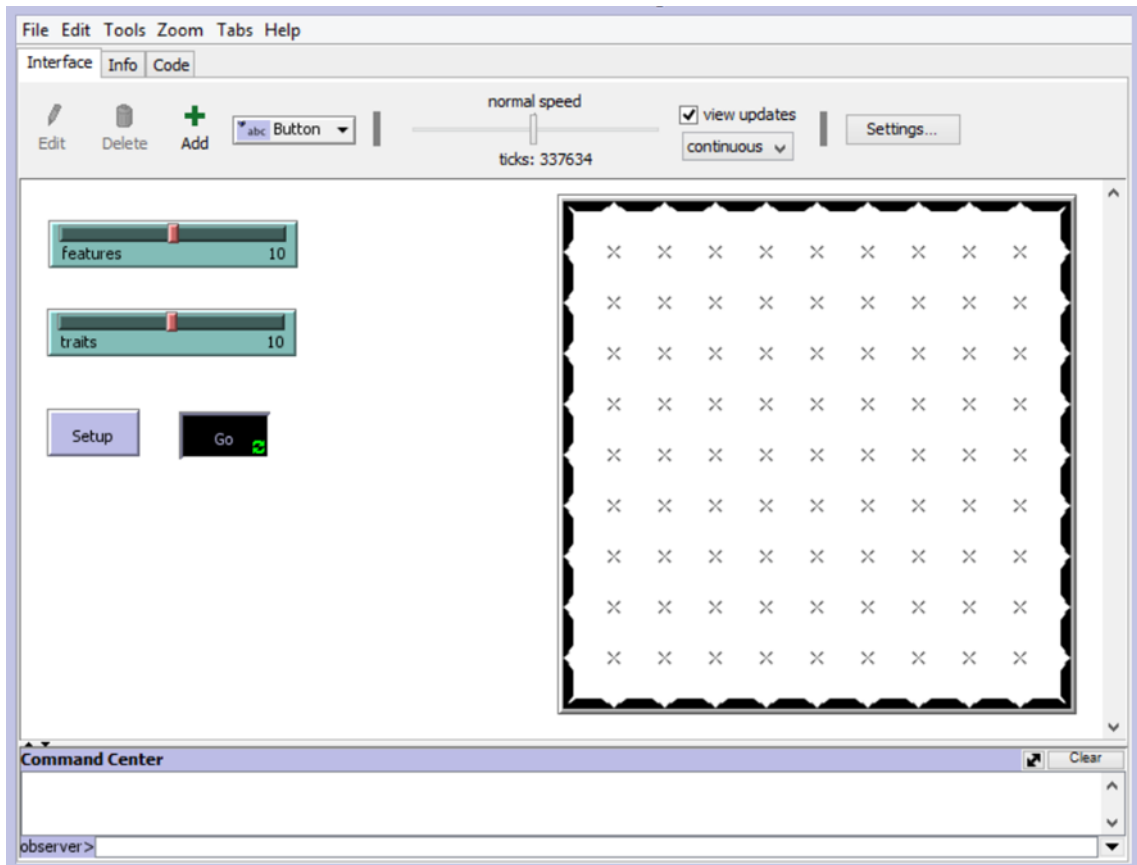 File Edit Tools Zoom Tabs Help
Interface Info Code
Edit Delete Add abc Button normal speed ticks: 337634 view updates continuous Settings...
features 10
traits 10
Setup Go
Command Center Clear
observer>